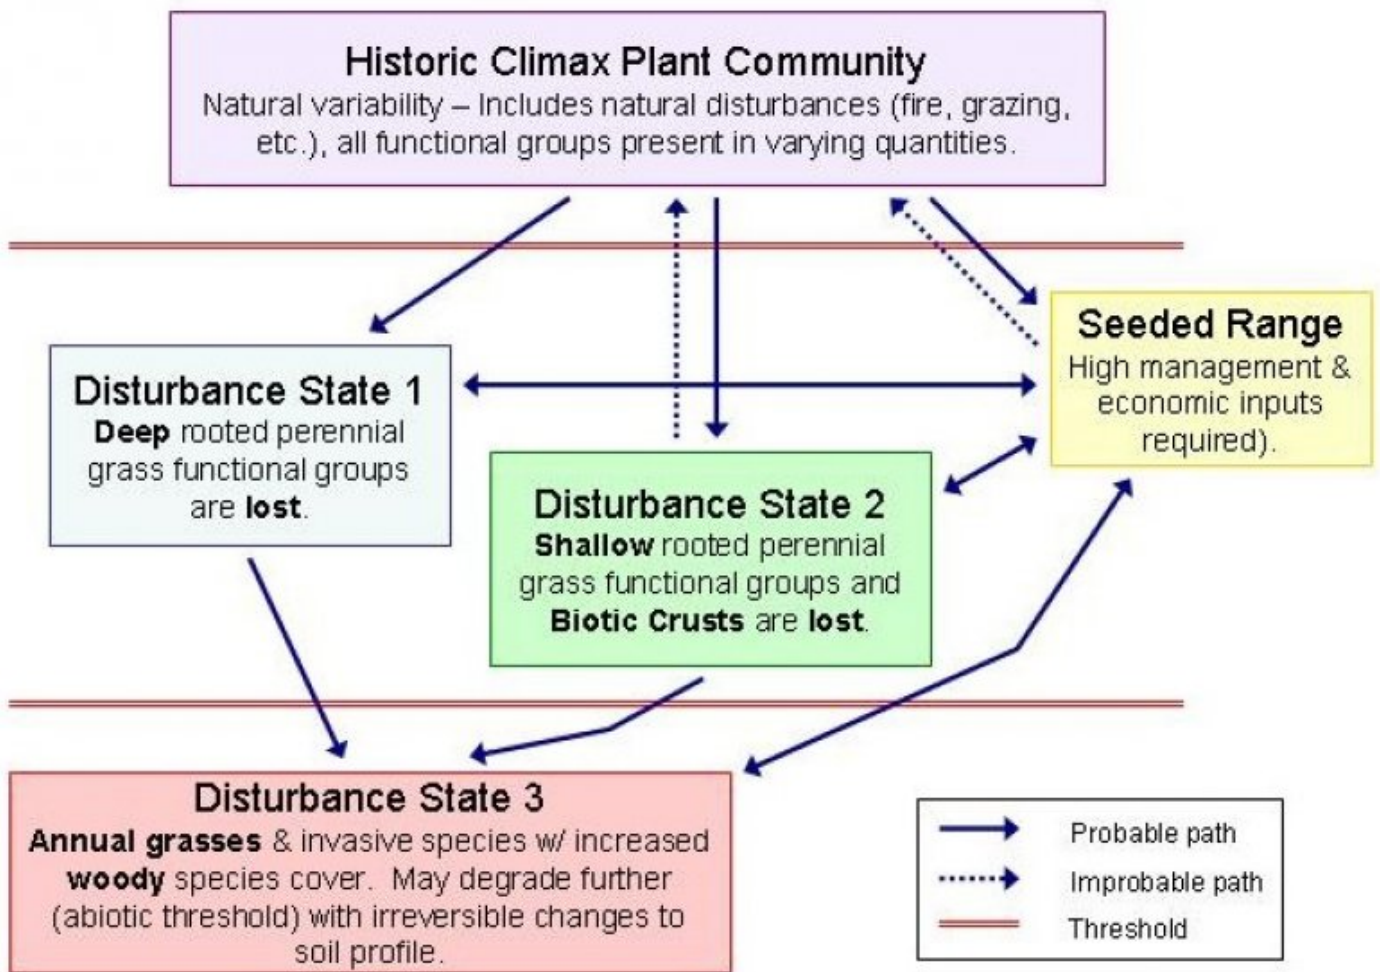 Historic Climax Plant Community
Natural variability – Includes natural disturbances (fire, grazing,
etc.), all functional groups present in varying quantities.
Seeded Range
High management &
economic inputs
required).
Disturbance State 1
Deep rooted perennial
grass functional groups
are lost.
Disturbance State 2
Shallow rooted perennial
grass functional groups and
Biotic Crusts are lost.
Disturbance State 3
Annual grasses & invasive species w/ increased
woody species cover. May degrade further
(abiotic threshold) with irreversible changes to
soil profile.
Probable path
Improbable path
Threshold